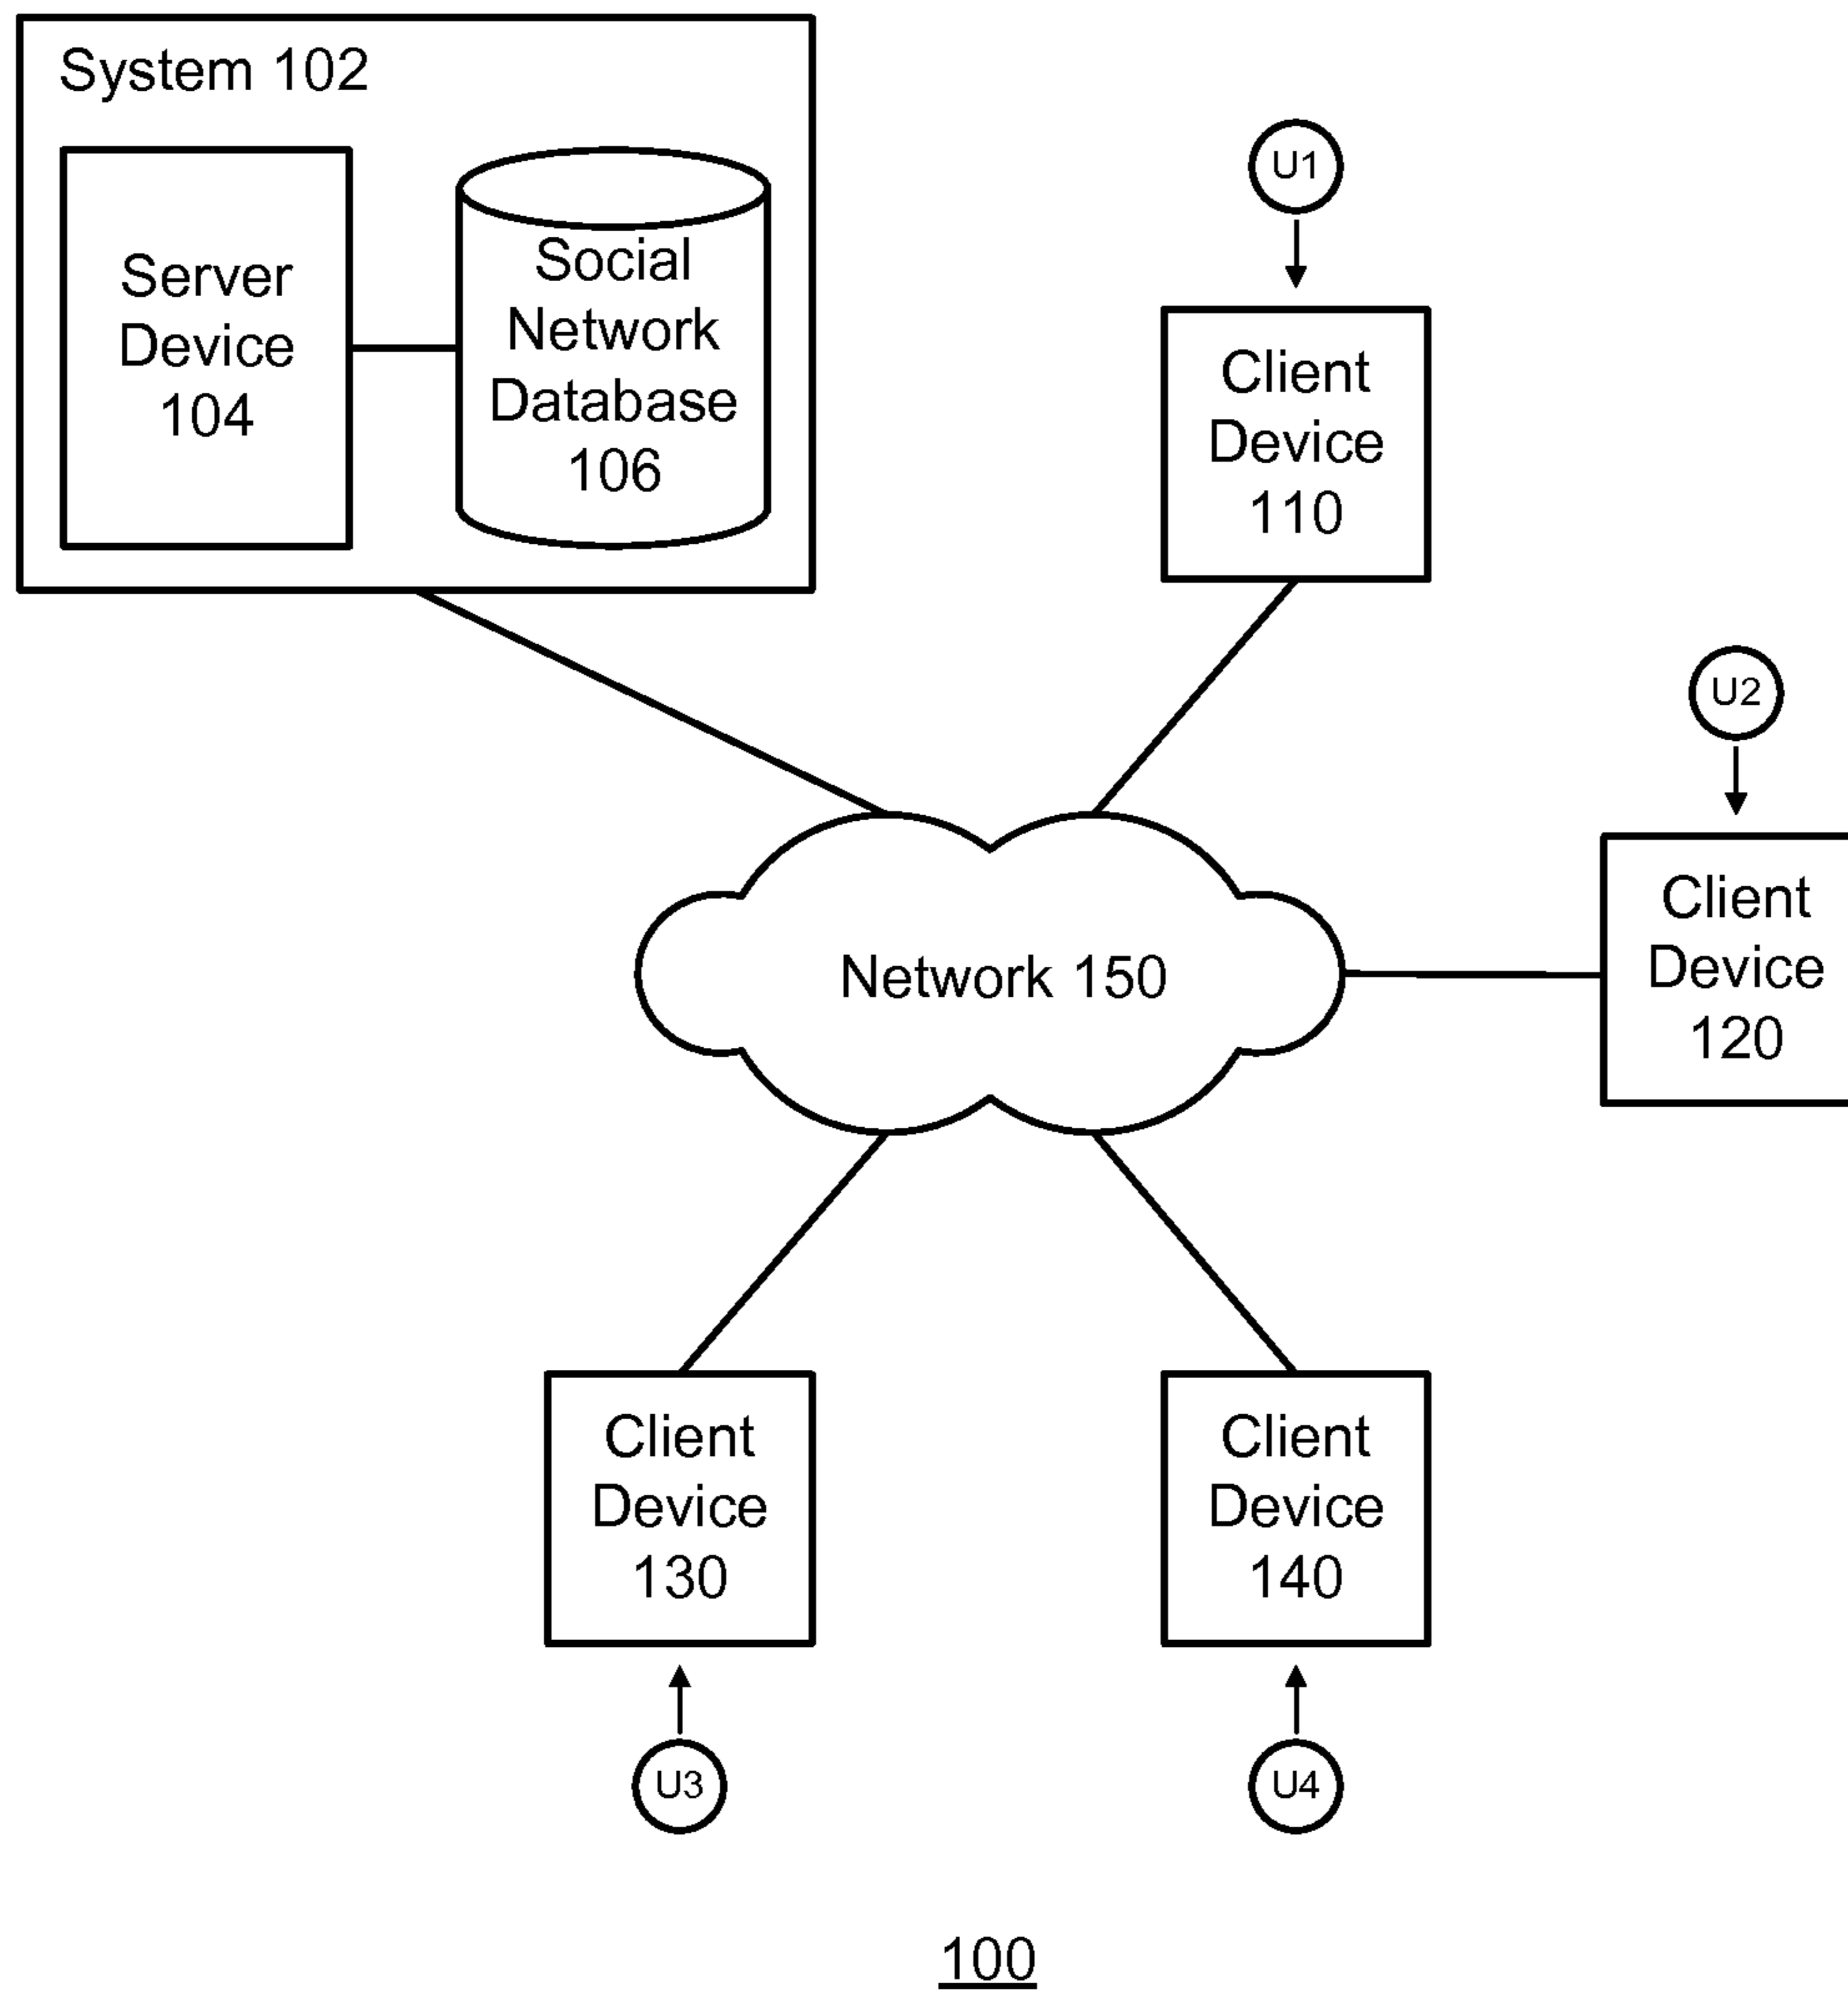 System 102
Server
Device
104
Social
Network
Database
106
U1
Client
Device
110
U2
Client
Device
120
Network 150
Client
Device
130
Client
Device
140
U3
U4
100